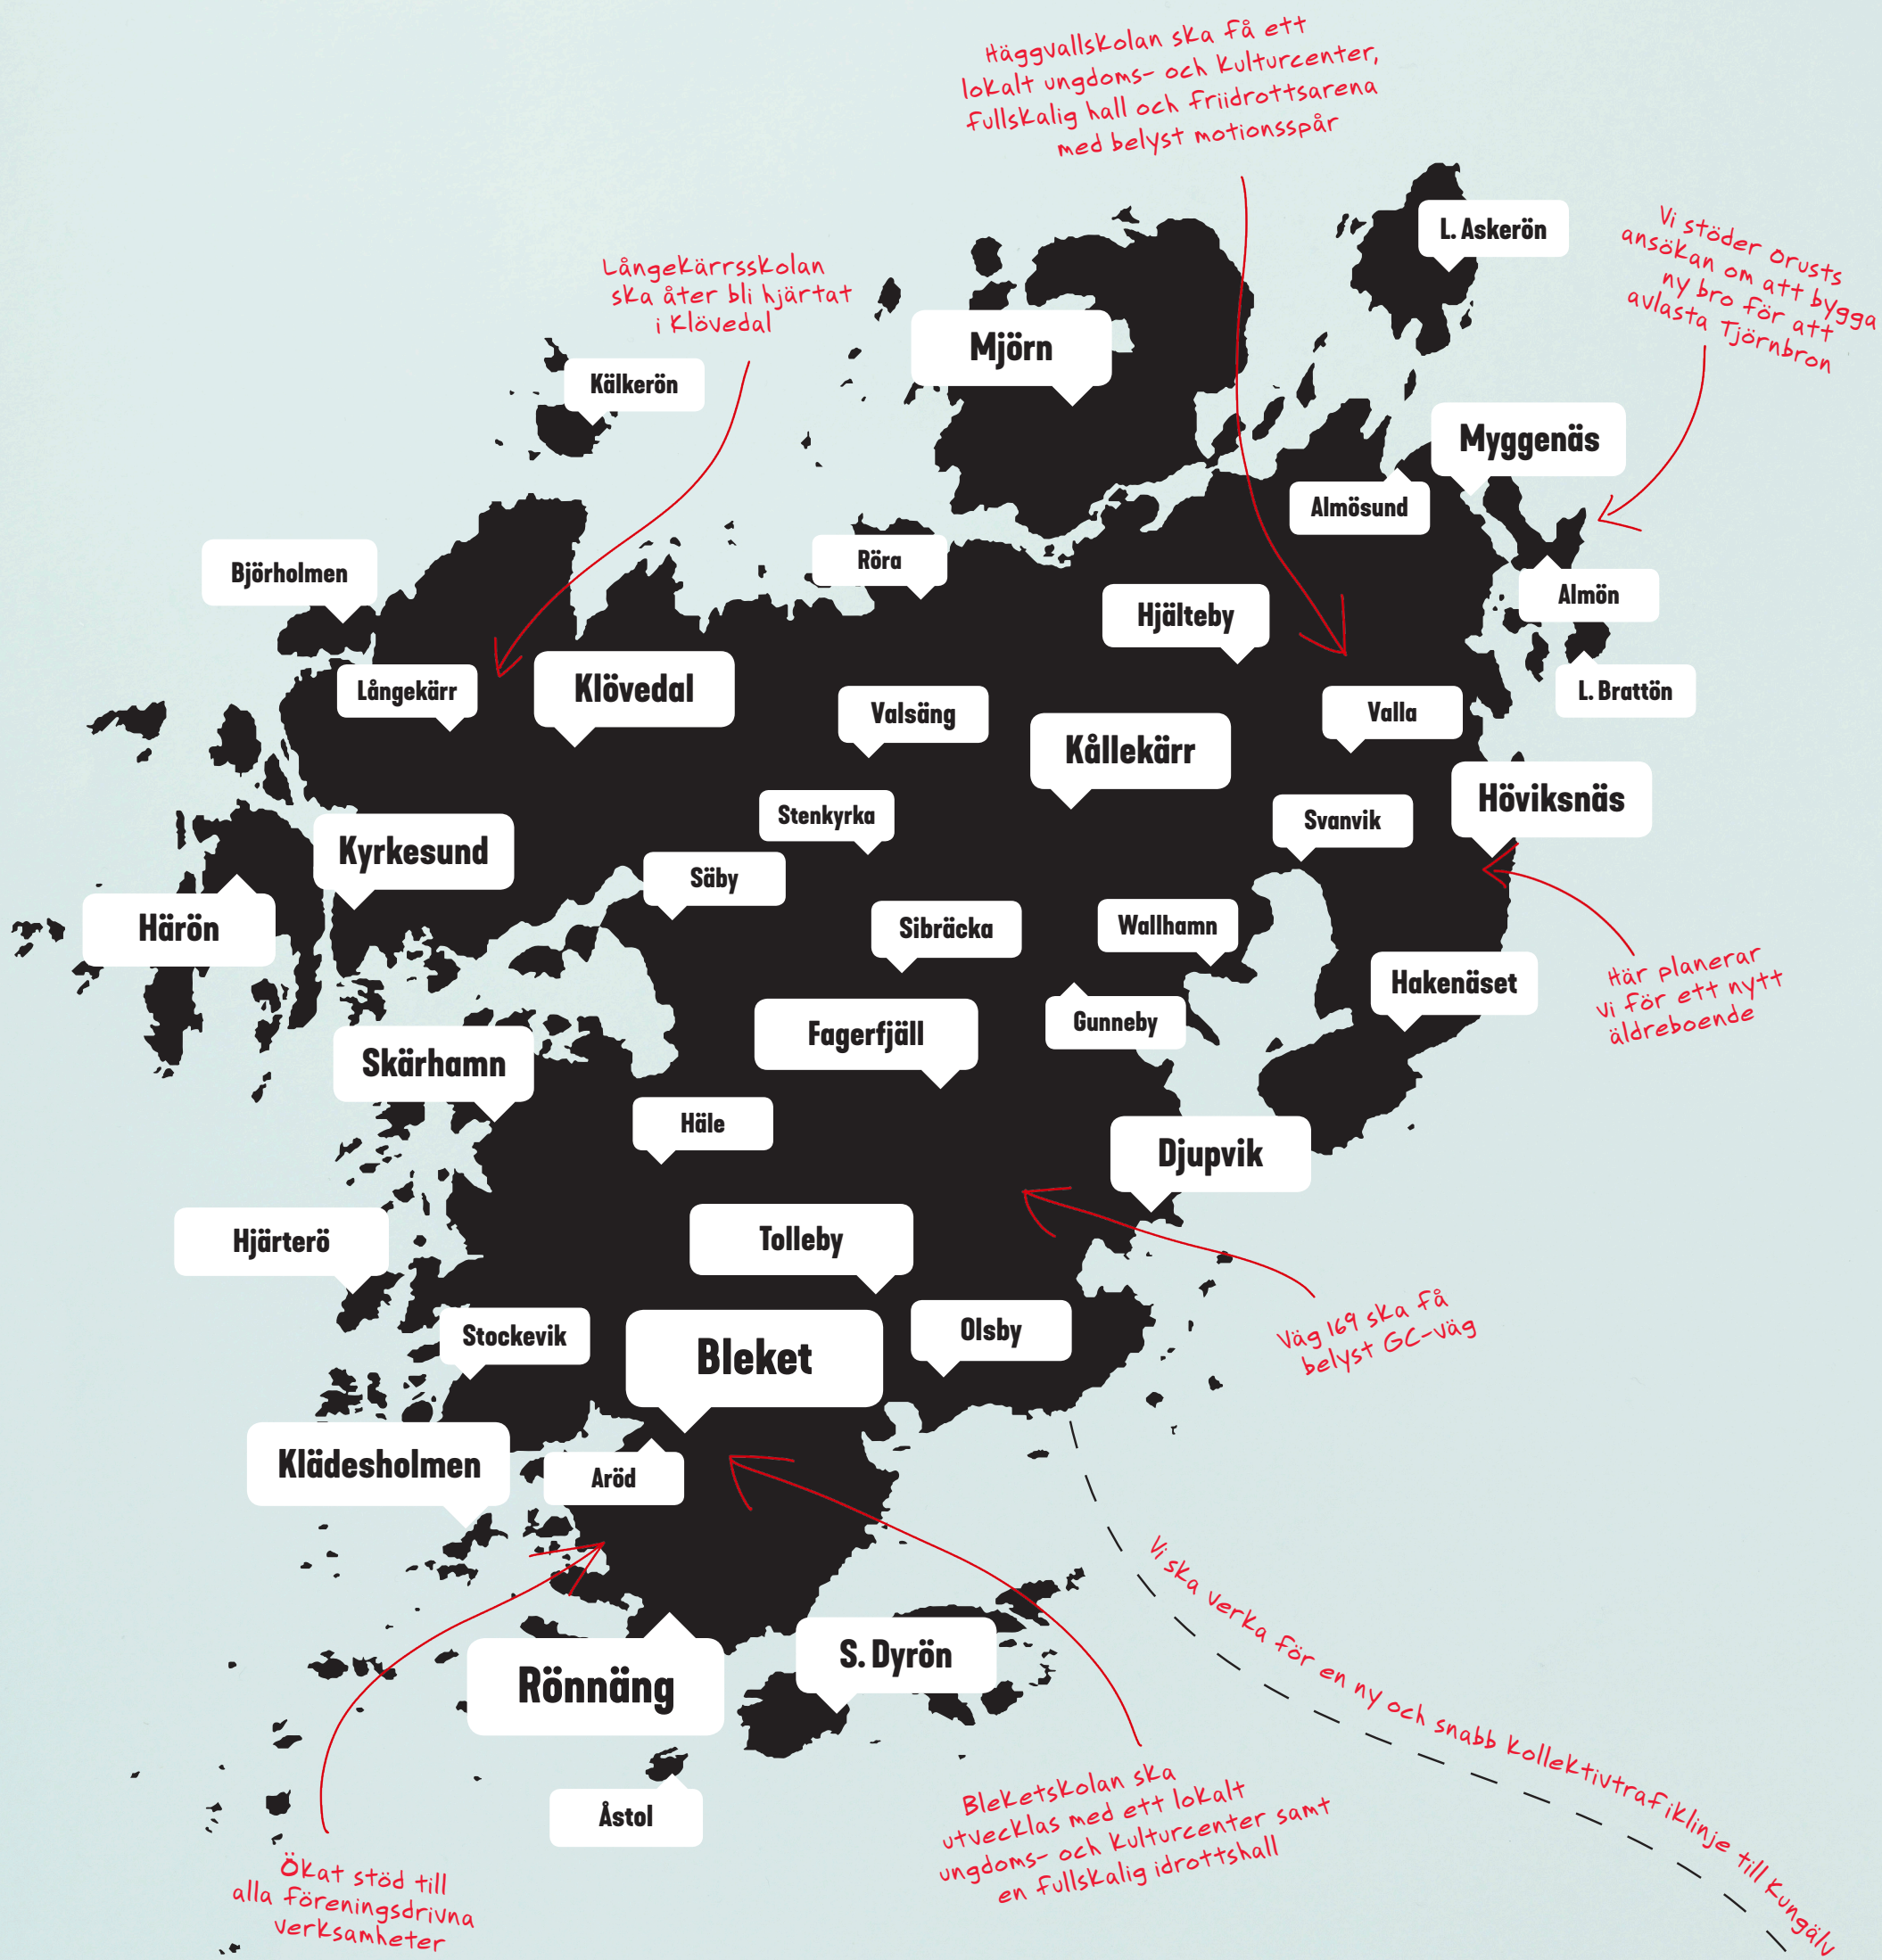 Häggvallskolan ska få ett
lokalt ungdoms- och kulturcenter,
fullskalig hall och friidrottsarena
med belyst motionsspår
L. Askerön
Vi stöder Orusts
ansökan om att bygga
ny bro för att
avlasta Tjörnbron
Långekärrsskolan
ska åter bli hjärtat
i Klövedal
Mjörn
Kälkerön
Myggenäs
Almösund
Röra
Björholmen
Almön
Hjälteby
Långekärr
Klövedal
L. Brattön
Valsäng
Valla
Kållekärr
Höviksnäs
Stenkyrka
Svanvik
Kyrkesund
Säby
Härön
Sibräcka
Wallhamn
Hakenäset
Här planerar
vi för ett nytt
äldreboende
Gunneby
Fagerfjäll
Skärhamn
Häle
Djupvik
Hjärterö
Tolleby
Väg 169 ska få
belyst GC-väg
Stockevik
Bleket
Olsby
Klädesholmen
Aröd
Vi ska verka för en ny och snabb kollektivtrafiklinje till Kungälv
S. Dyrön
Rönnäng
Åstol
Bleketskolan ska
utvecklas med ett lokalt
ungdoms- och kulturcenter samt
en fullskalig idrottshall
Ökat stöd till
alla föreningsdrivna
verksamheter